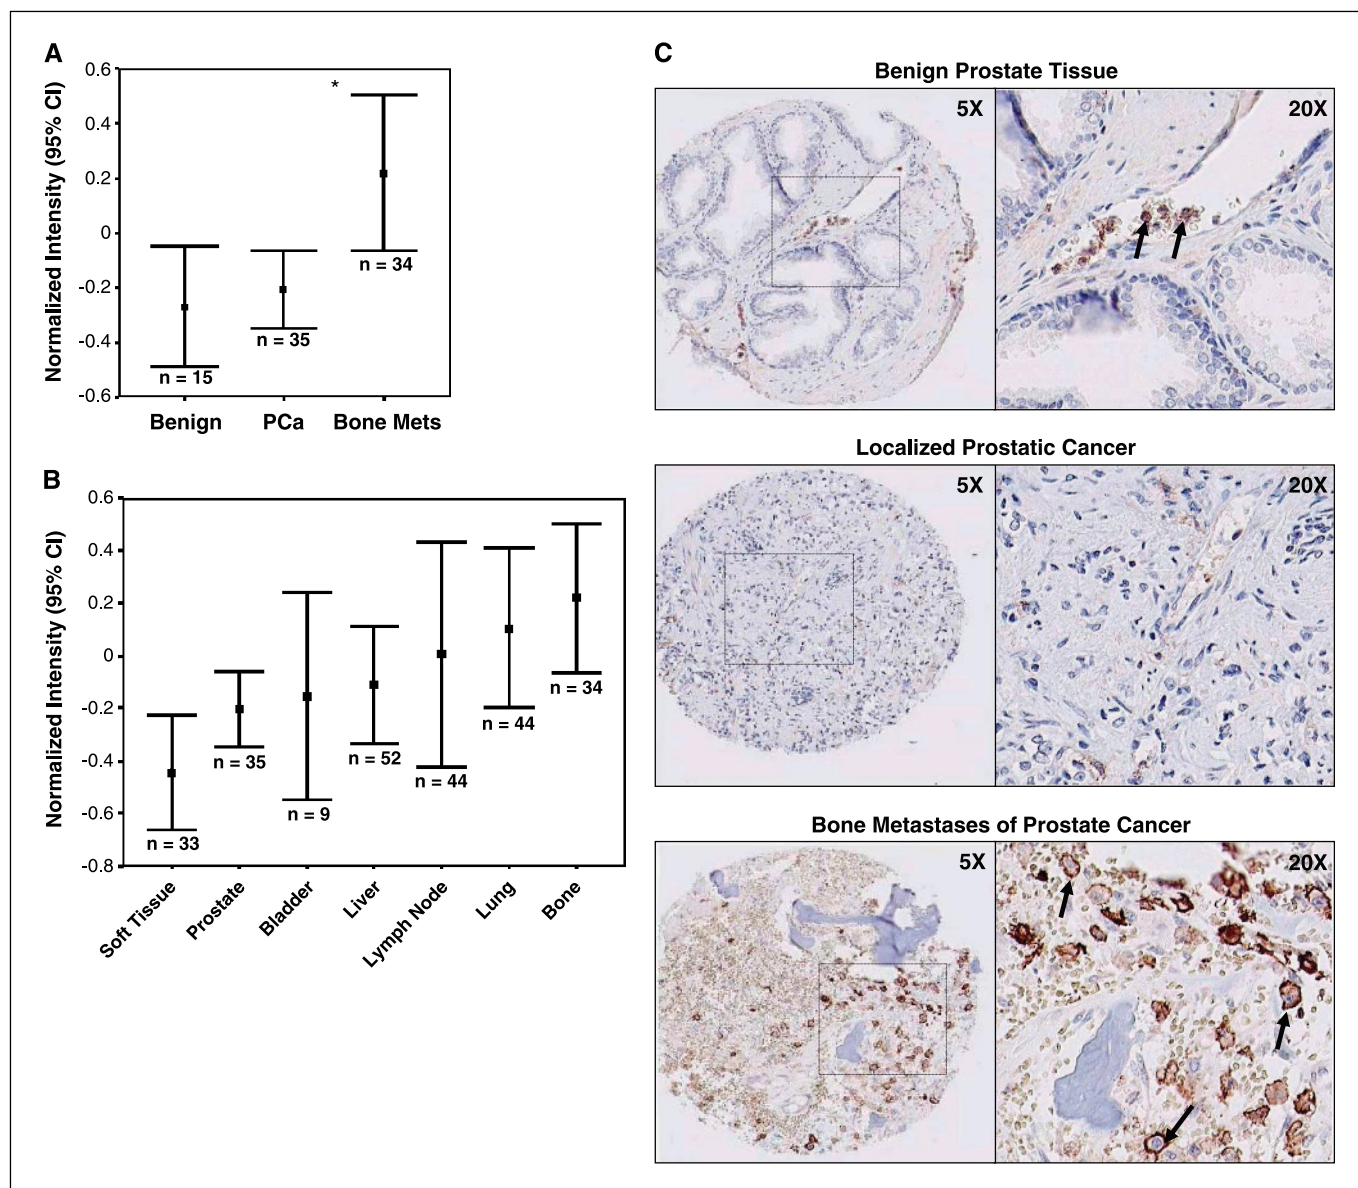 A
Normalized Intensity (95% CI)
0.6
0.4
0.2
0
-0.2
-0.4
-0.6
*
n = 15
n = 35
n = 34
Benign
PCa
Bone Mets
B
Normalized Intensity (95% CI)
0.6
0.4
0.2
0
-0.2
-0.4
-0.6
-0.8
n = 33
n = 35
n = 9
n = 52
n = 44
n = 44
n = 34
Soft Tissue
Prostate
Bladder
Liver
Lymph Node
Lung
Bone
C
Benign Prostate Tissue
5X
20X
Localized Prostatic Cancer
5X
20X
Bone Metastases of Prostate Cancer
5X
20X